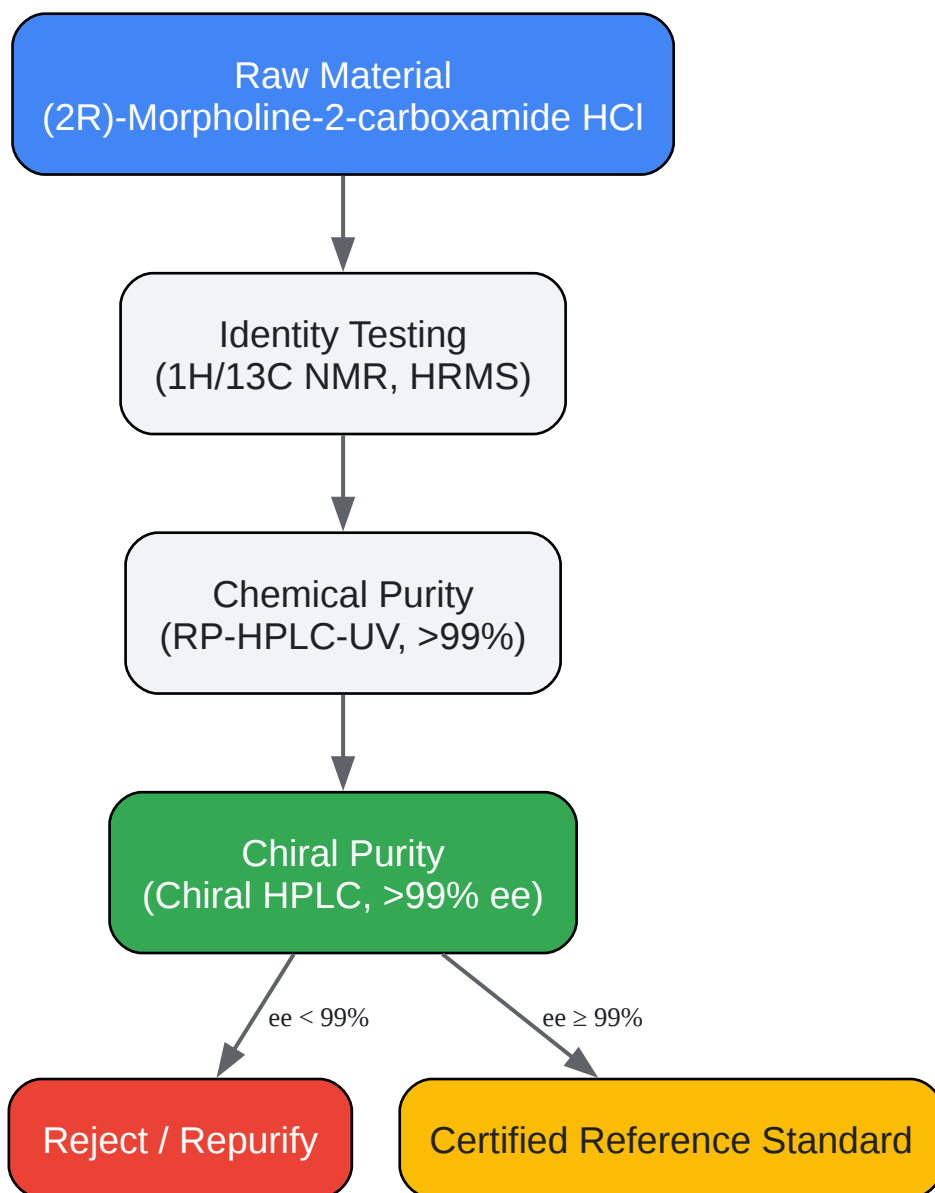 Raw Material
(2R)-Morpholine-2-carboxamide HCl
Identity Testing
(1H/13C NMR, HRMS)
Chemical Purity
(RP-HPLC-UV, >99%)
Chiral Purity
(Chiral HPLC, >99% ee)
ee < 99%
ee ≥ 99%
Reject / Repurify
Certified Reference Standard